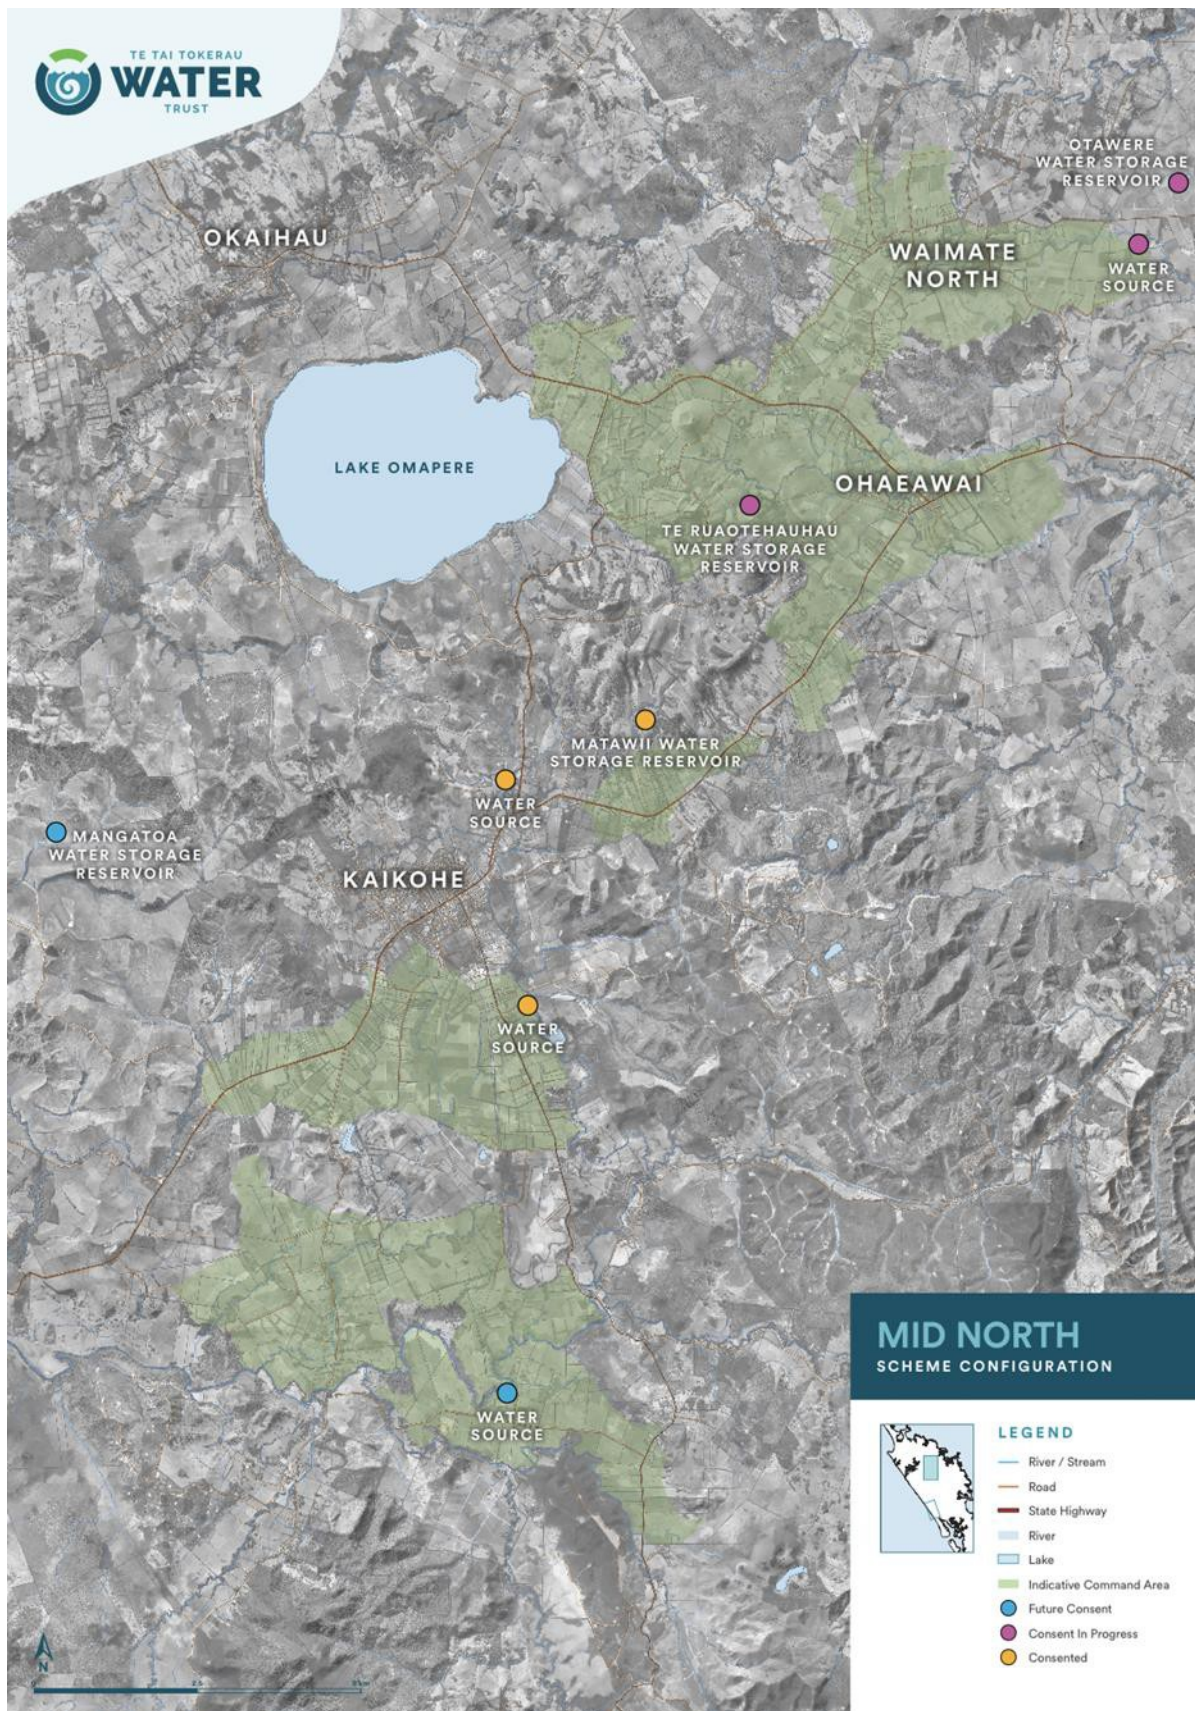 TE TAI TOKERAU
WATER
TRUST
OTAWERE
WATER STORAGE
RESERVOIR
OKAIHAU
WAIMATE
NORTH
WATER
SOURCE
LAKE OMAPERE
OHAEAWAI
TE RUAOTEHAUHAU
WATER STORAGE
RESERVOIR
MATAWII WATER
STORAGE RESERVOIR
WATER
SOURCE
MANGATOA
WATER STORAGE
RESERVOIR
KAIKOHE
WATER
SOURCE
WATER
SOURCE
MID NORTH
SCHEME CONFIGURATION
LEGEND
River / Stream
Road
State Highway
River
Lake
Indicative Command Area
Future Consent
Consent In Progress
Consented
N
2.5